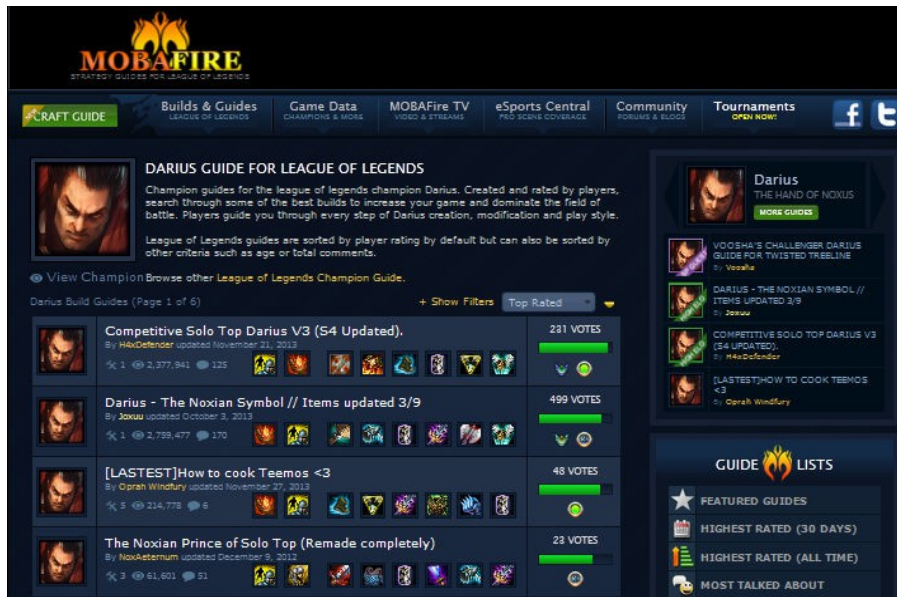 MOBAFIRE
STRATEGY GUIDES FOR LEAGUE OF LEGENDS
CRAFT GUIDE
Builds & Guides
LEAGUE OF LEGENDS
Game Data
CHAMPIONS & MORE
MOBAFire TV
VIDEO & STREAMS
eSports Central
PRO SCENE COVERAGE
Community
FORUMS & BLOGS
Tournaments
OPEN NOW!
DARIUS GUIDE FOR LEAGUE OF LEGENDS
Champion guides for the league of legends champion Darius. Created and rated by players,
search through some of the best builds to increase your game and dominate the field of
battle. Players guide you through every step of Darius creation, modification and play style.
League of Legends guides are sorted by player rating by default but can also be sorted by
other criteria such as age or total comments.
View Champion Browse other League of Legends Champion Guide.
Darius Build Guides (Page 1 of 6)
+ Show Filters
Top Rated
Competitive Solo Top Darius V3 (S4 Updated).
By H4xDefender updated November 21, 2013
1 2,377,941 125
231 VOTES
Darius - The Noxian Symbol // Items updated 3/9
By Joxuu updated October 3, 2013
1 2,759,477 170
499 VOTES
[LASTEST]How to cook Teemos <3
By Oprah Windfury updated November 27, 2013
5 214,778 6
48 VOTES
The Noxian Prince of Solo Top (Remade completely)
By NoxAeternum updated December 9, 2012
3 61,601 51
23 VOTES
Darius
THE HAND OF NOXUS
MORE GUIDES
VOOSHA'S CHALLENGER DARIUS
GUIDE FOR TWISTED TREELINE
By Voosha
DARIUS - THE NOXIAN SYMBOL //
ITEMS UPDATED 3/9
By Joxuu
COMPETITIVE SOLO TOP DARIUS V3
(S4 UPDATED).
By H4xDefender
[LASTEST]HOW TO COOK TEEMOS
<3
By Oprah Windfury
GUIDE LISTS
FEATURED GUIDES
HIGHEST RATED (30 DAYS)
HIGHEST RATED (ALL TIME)
MOST TALKED ABOUT